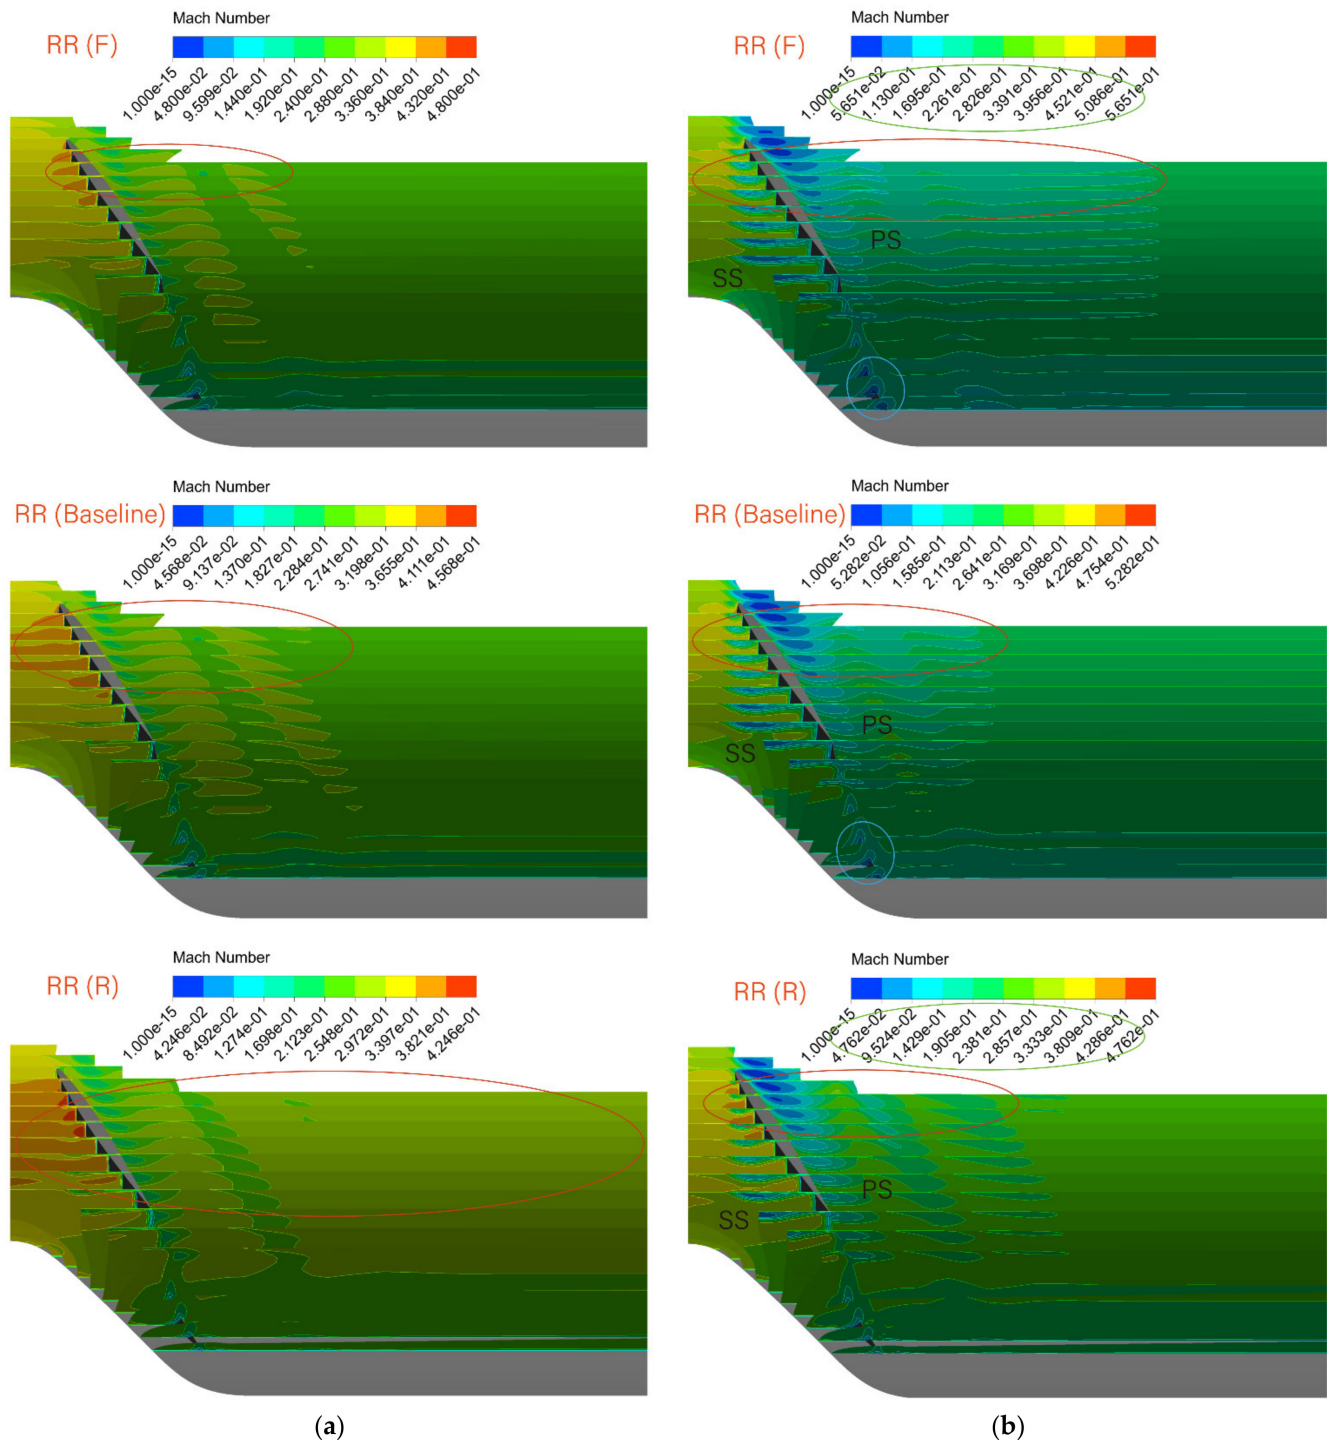 Mach Number
RR (F)
1.000e-15
4.800e-02
9.599e-02
1.440e-01
1.920e-01
2.400e-01
2.880e-01
3.360e-01
3.840e-01
4.320e-01
4.800e-01
Mach Number
RR (F)
1.000e-15
5.651e-02
1.130e-01
1.695e-01
2.261e-01
2.826e-01
3.391e-01
3.956e-01
4.521e-01
5.086e-01
5.651e-01
PS
SS
Mach Number
RR (Baseline)
1.000e-15
4.568e-02
9.137e-02
1.370e-01
1.827e-01
2.284e-01
2.741e-01
3.198e-01
3.655e-01
4.111e-01
4.568e-01
Mach Number
RR (Baseline)
1.000e-15
5.282e-02
1.056e-01
1.585e-01
2.113e-01
2.641e-01
3.169e-01
3.698e-01
4.226e-01
4.754e-01
5.282e-01
PS
SS
Mach Number
RR (R)
1.000e-15
4.246e-02
8.492e-02
1.274e-01
1.698e-01
2.123e-01
2.548e-01
2.972e-01
3.397e-01
3.821e-01
4.246e-01
Mach Number
RR (R)
1.000e-15
4.762e-02
9.524e-02
1.429e-01
1.905e-01
2.381e-01
2.857e-01
3.333e-01
3.809e-01
4.286e-01
4.762e-01
PS
SS
(a)
(b)